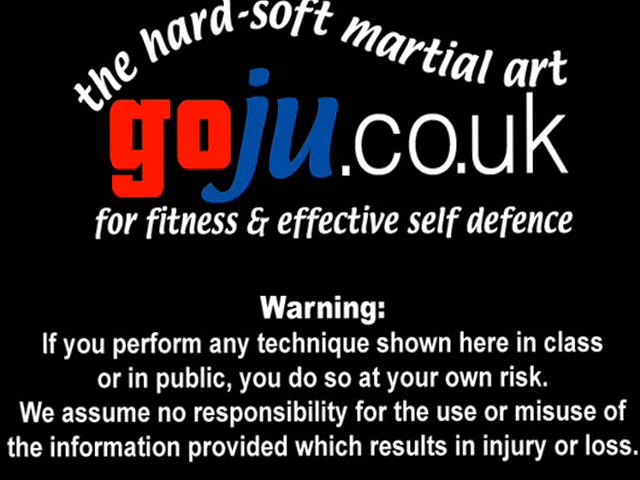 the hard-soft martial art
goju.co.uk
for fitness & effective self defence
Warning:
If you perform any technique shown here in class
or in public, you do so at your own risk.
We assume no responsibility for the use or misuse of
the information provided which results in injury or loss.